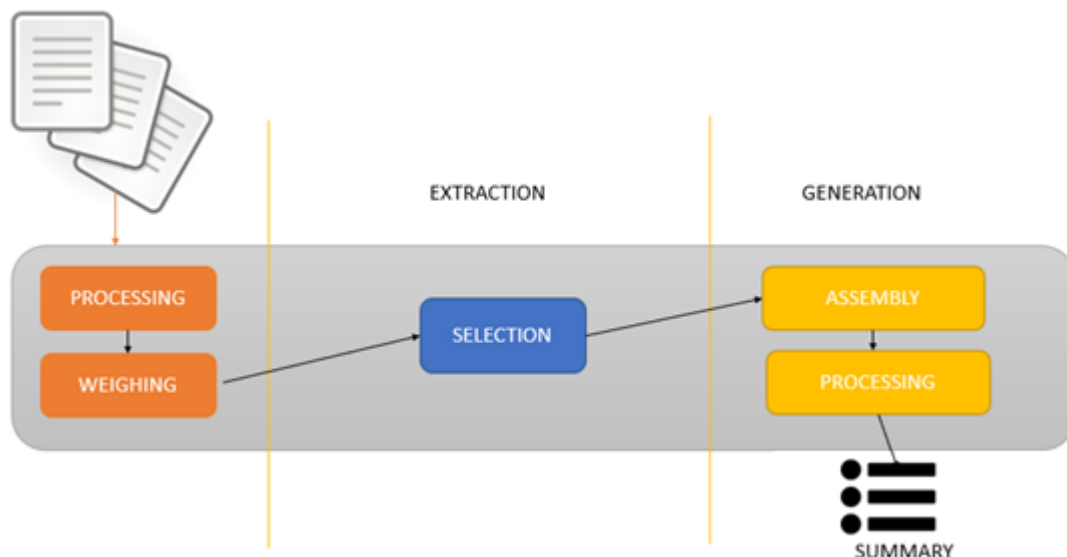 EXTRACTION
GENERATION
PROCESSING
WEIGHING
SELECTION
ASSEMBLY
PROCESSING
SUMMARY